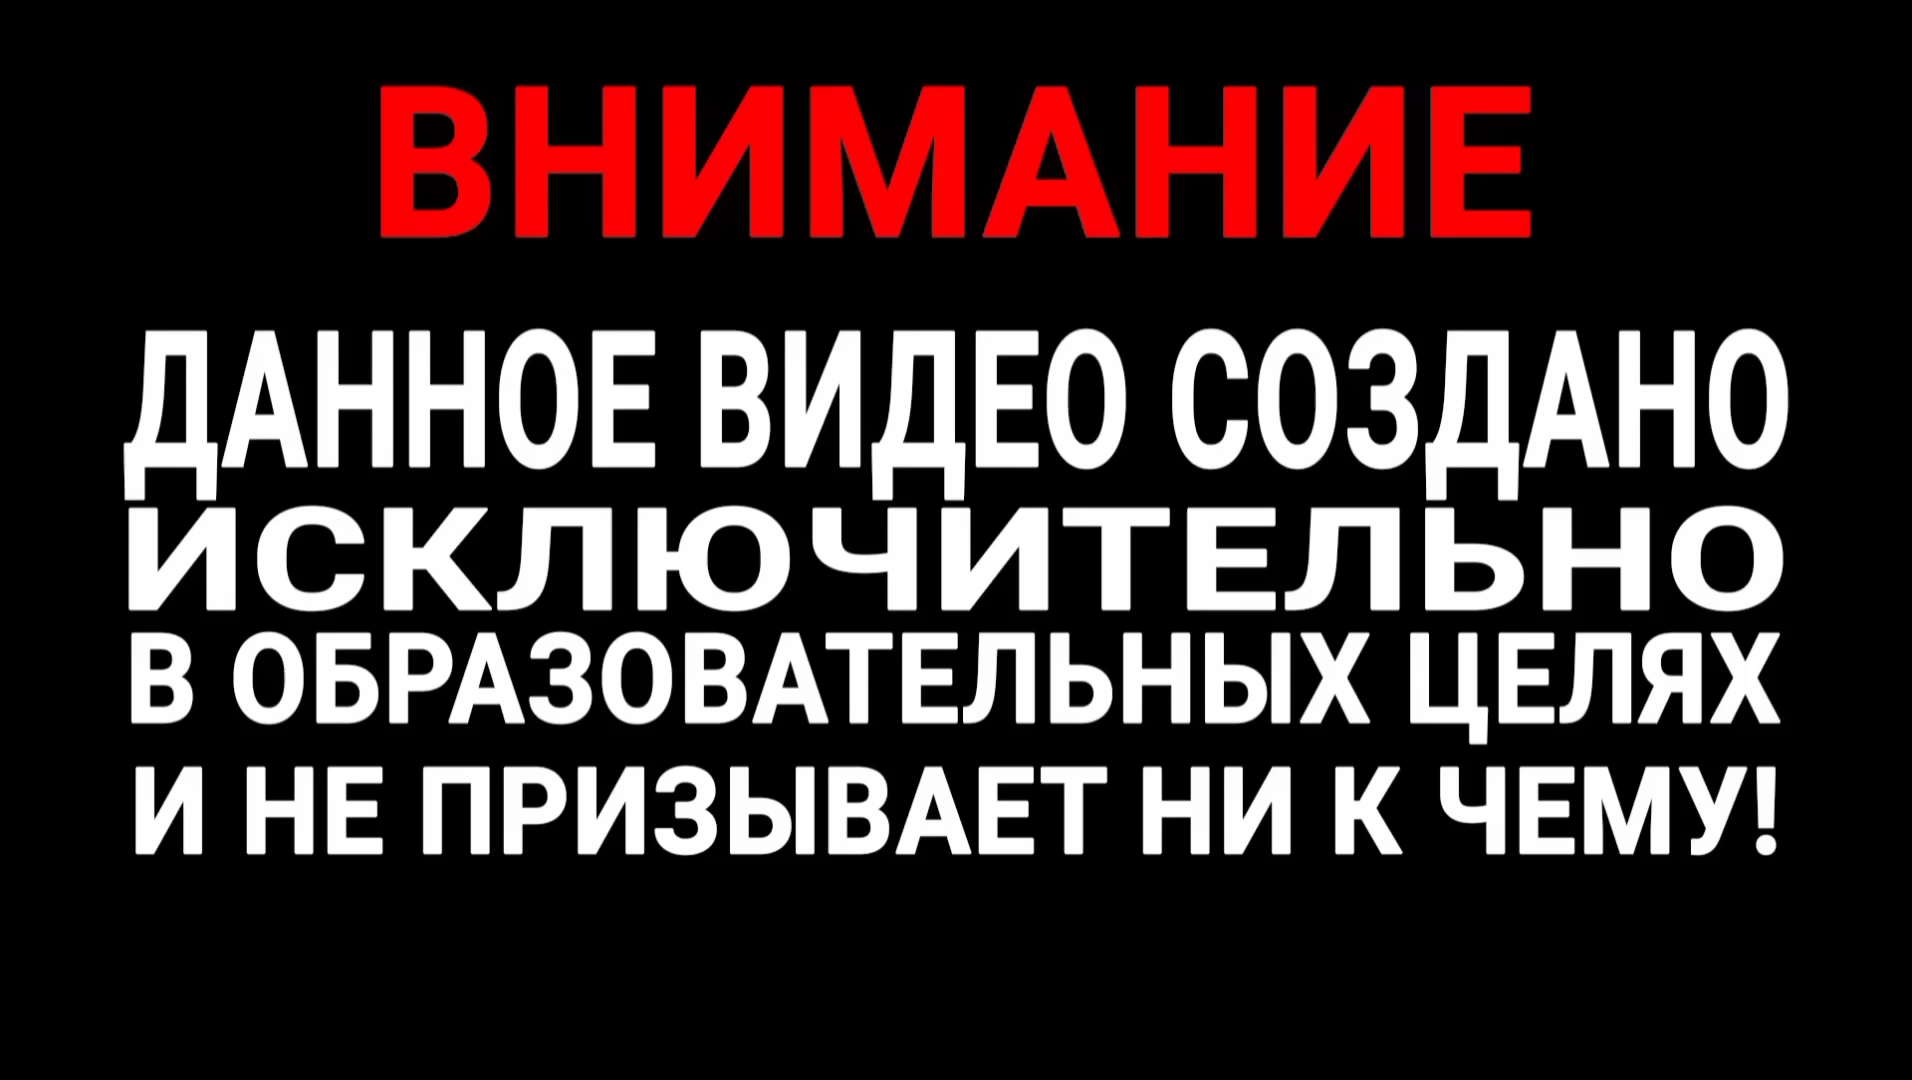 ВНИМАНИЕ
ДАННОЕ ВИДЕО СОЗДАНО
ИСКЛЮЧИТЕЛЬНО
В ОБРАЗОВАТЕЛЬНЫХ ЦЕЛЯХ
И НЕ ПРИЗЫВАЕТ НИ К ЧЕМУ!